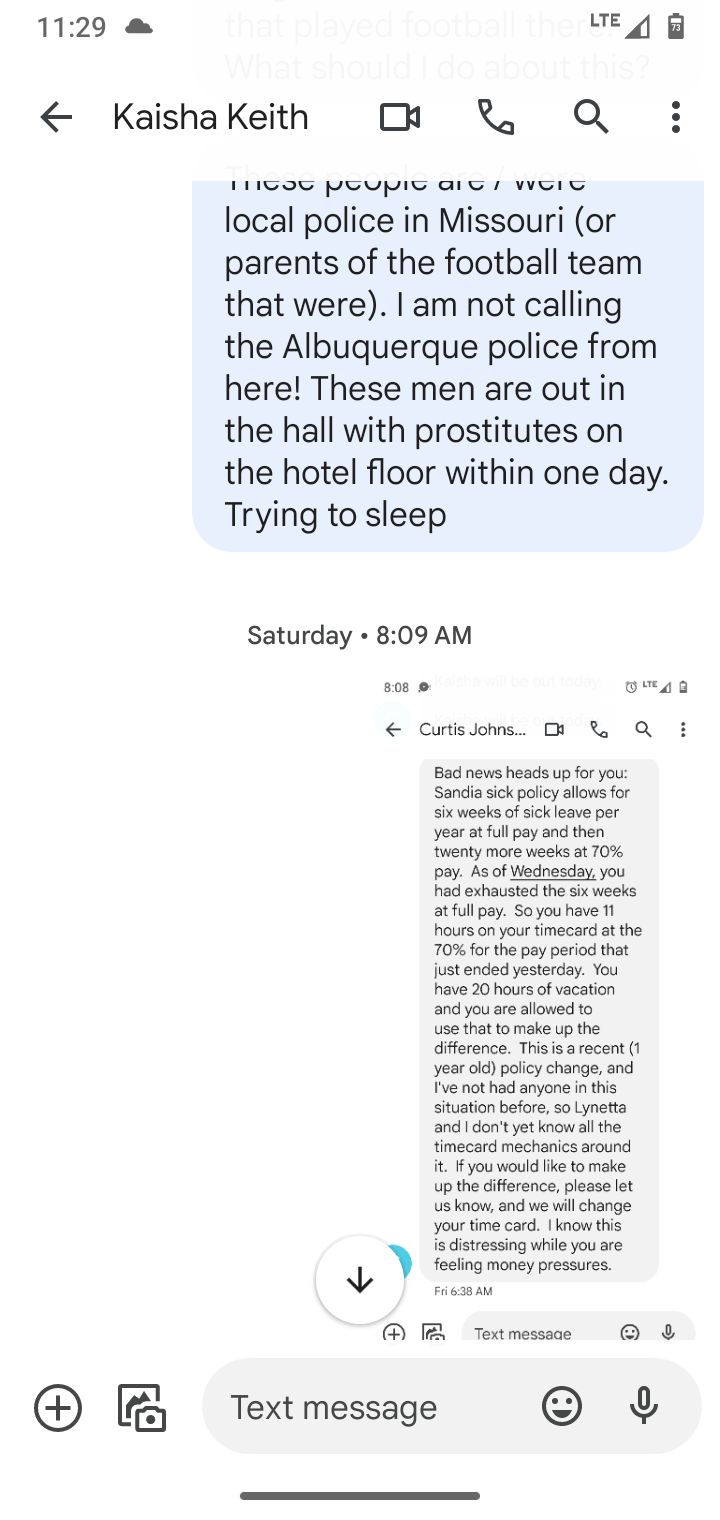 11:29
LTE
73
that played football there.
What should I do about this?
Kaisha Keith
These people are / were
local police in Missouri (or
parents of the football team
that were). I am not calling
the Albuquerque police from
here! These men are out in
the hall with prostitutes on
the hotel floor within one day.
Trying to sleep
Saturday • 8:09 AM
8:08
Kaisha will be out today.
LTE
Curtis Johns...
Bad news heads up for you:
Sandia sick policy allows for
six weeks of sick leave per
year at full pay and then
twenty more weeks at 70%
pay. As of Wednesday, you
had exhausted the six weeks
at full pay. So you have 11
hours on your timecard at the
70% for the pay period that
just ended yesterday. You
have 20 hours of vacation
and you are allowed to
use that to make up the
difference. This is a recent (1
year old) policy change, and
I've not had anyone in this
situation before, so Lynetta
and I don't yet know all the
timecard mechanics around
it. If you would like to make
up the difference, please let
us know, and we will change
your time card. I know this
is distressing while you are
feeling money pressures.
Fri 6:38 AM
Text message
Text message